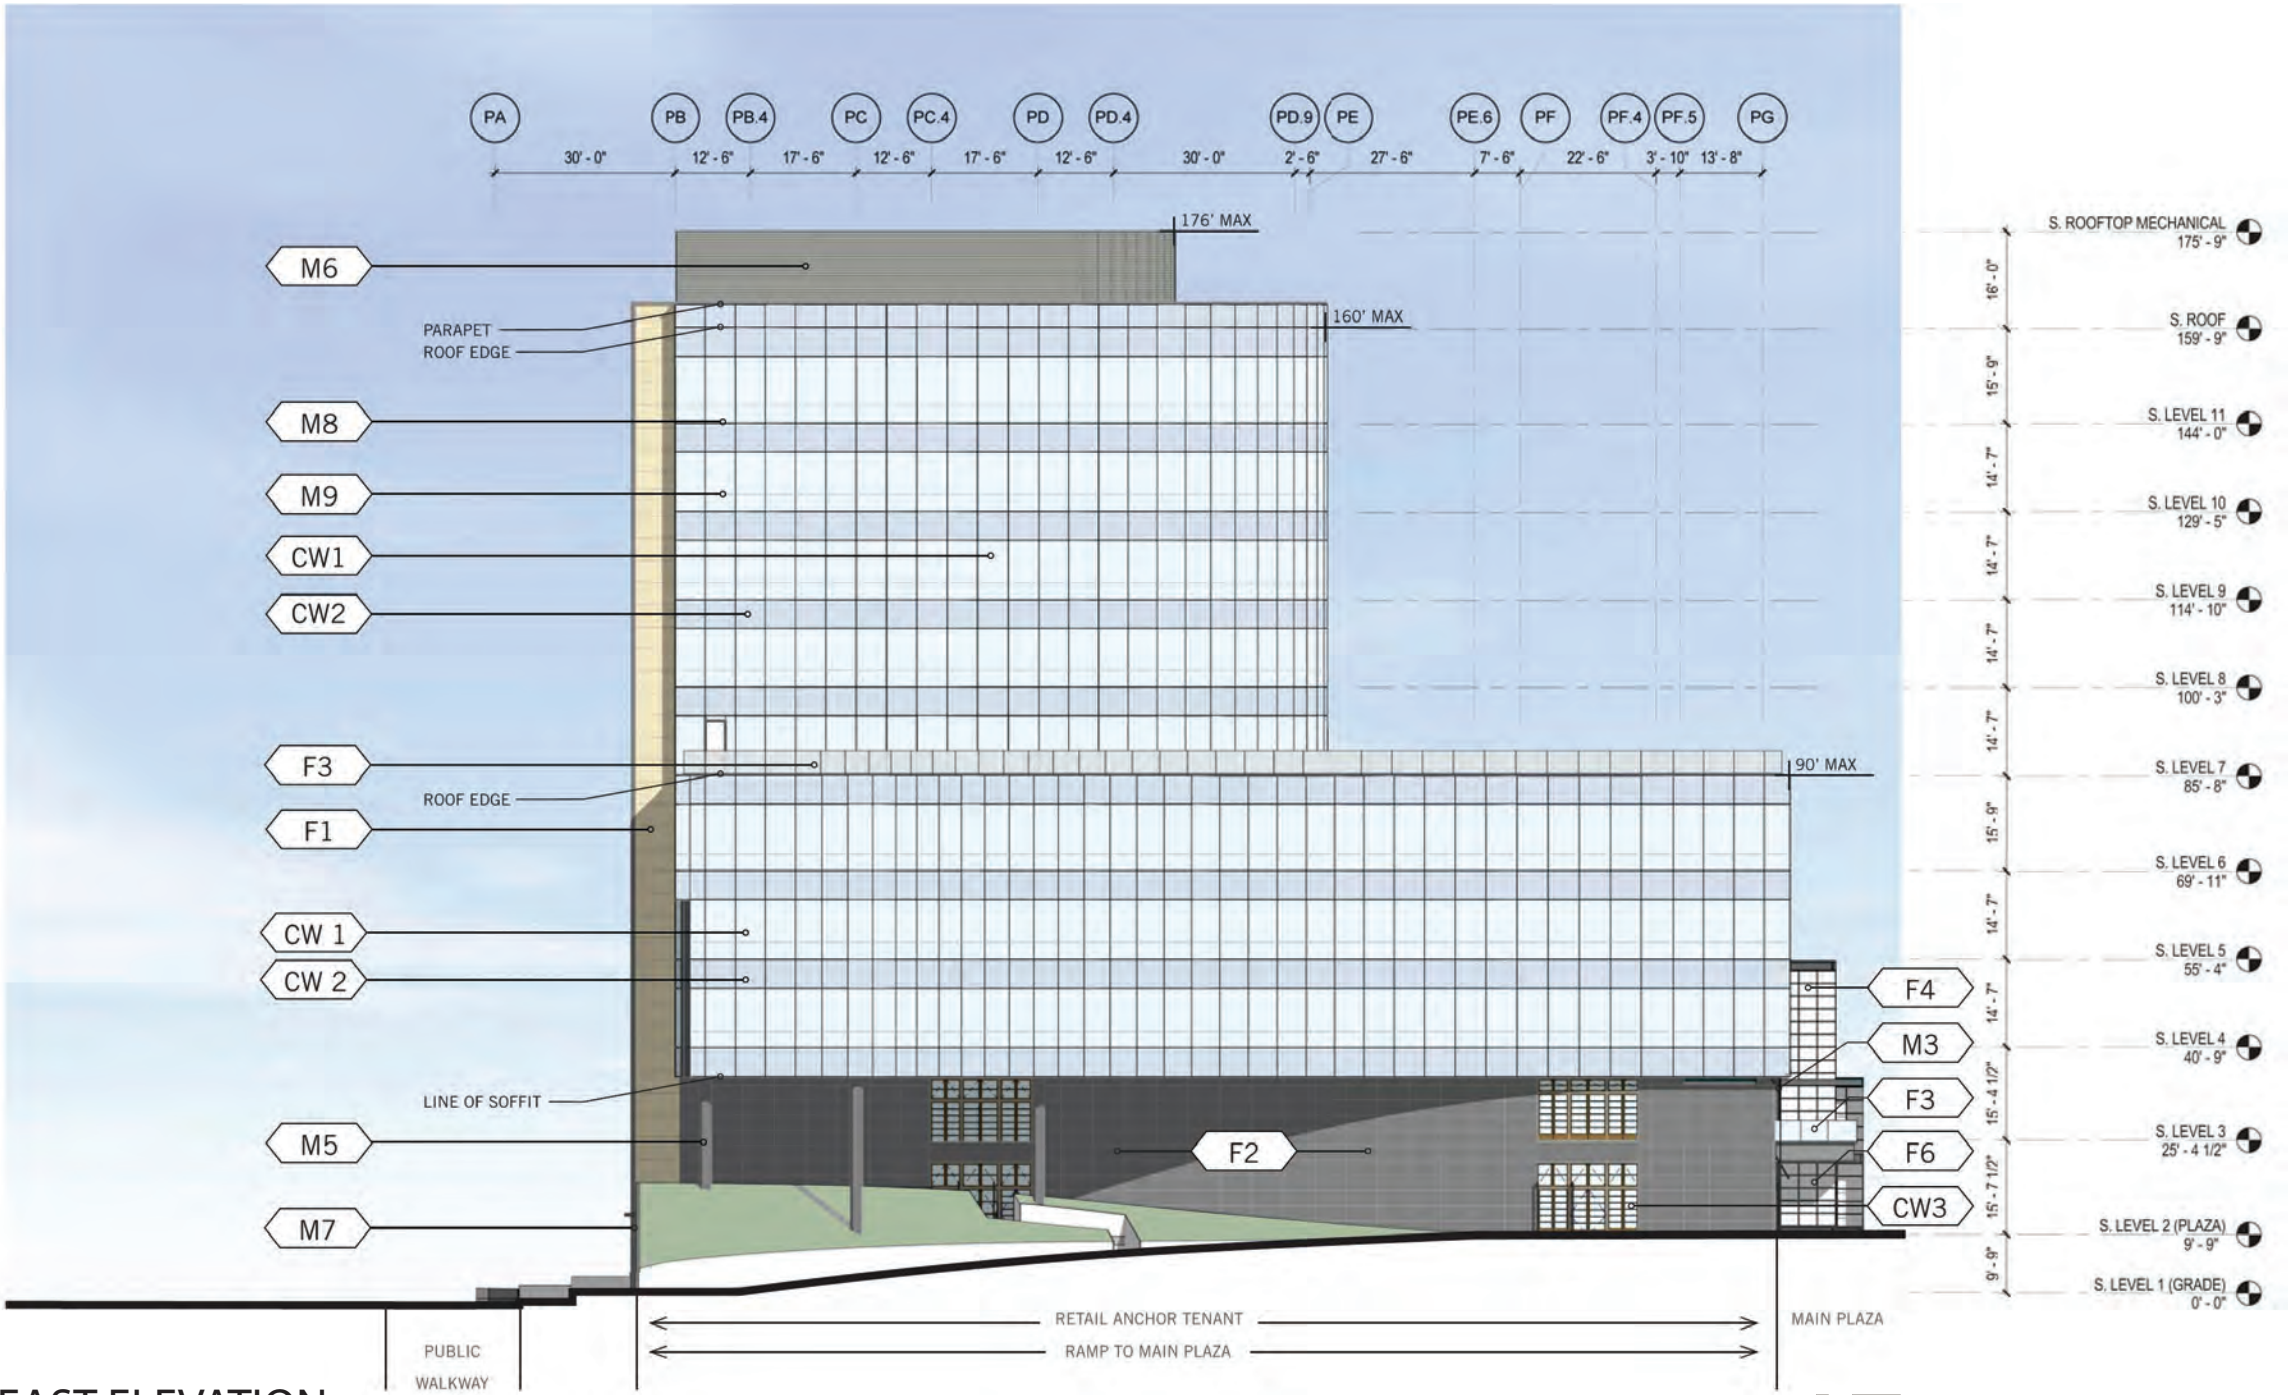 PA
PB
PB.4
PC
PC.4
PD
PD.4
PD.9
PE
PE.6
PF
PF.4
PF.5
PG
30' - 0"
12' - 6"
17' - 6"
12' - 6"
17' - 6"
12' - 6"
30' - 0"
2' - 6"
27' - 6"
7' - 6"
22' - 6"
3' - 10"
13' - 8"
176' MAX
S. ROOFTOP MECHANICAL
175' - 9"
M6
16' - 0"
PARAPET
ROOF EDGE
160' MAX
S. ROOF
159' - 9"
15' - 9"
M8
S. LEVEL 11
144' - 0"
14' - 7"
M9
S. LEVEL 10
129' - 5"
CW1
14' - 7"
CW2
S. LEVEL 9
114' - 10"
14' - 7"
S. LEVEL 8
100' - 3"
14' - 7"
F3
90' MAX
S. LEVEL 7
85' - 8"
ROOF EDGE
F1
15' - 9"
S. LEVEL 6
69' - 11"
CW 1
14' - 7"
CW 2
S. LEVEL 5
55' - 4"
F4
14' - 7"
M3
S. LEVEL 4
40' - 9"
LINE OF SOFFIT
F3
15' - 4 1/2"
M5
F2
F6
S. LEVEL 3
25' - 4 1/2"
15' - 7 1/2"
CW3
M7
S. LEVEL 2 (PLAZA)
9' - 9"
9' - 9"
S. LEVEL 1 (GRADE)
0' - 0"
RETAIL ANCHOR TENANT
MAIN PLAZA
RAMP TO MAIN PLAZA
PUBLIC
WALKWAY
EAST ELEVATION